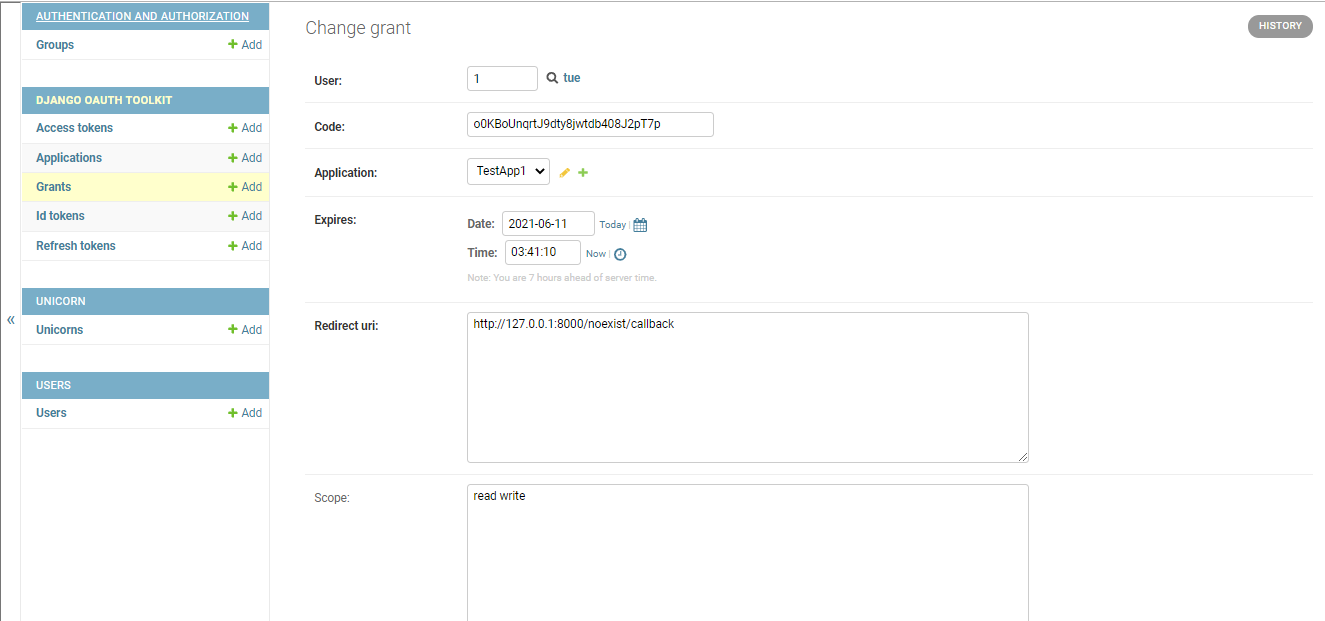 AUTHENTICATION AND AUTHORIZATION
Groups
Add
DJANGO OAUTH TOOLKIT
Access tokens
Add
Applications
Add
Grants
Add
Id tokens
Add
Refresh tokens
Add
UNICORN
Unicorns
Add
USERS
Users
Add
«
Change grant
HISTORY
User:
1
tue
Code:
o0KBoUnqrtJ9dty8jwtdb408J2pT7p
Application:
TestApp1
Expires:
Date: 2021-06-11 Today |
Time: 03:41:10 Now |
Note: You are 7 hours ahead of server time.
Redirect uri:
http://127.0.0.1:8000/noexist/callback
Scope:
read write